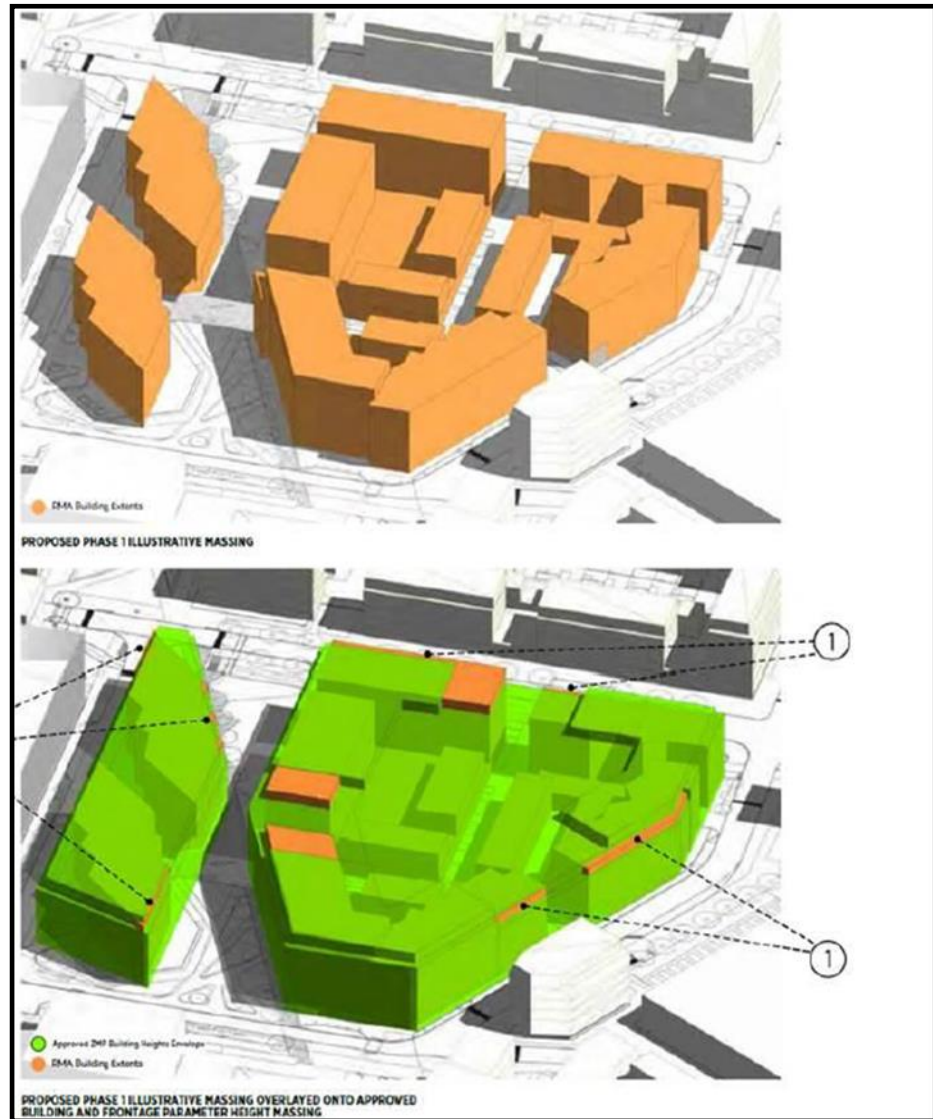 RMA Building Extents
PROPOSED PHASE 1 ILLUSTRATIVE MASSING
1
1
Approved ZMP Building Heights Envelope
RMA Building Extents
PROPOSED PHASE 1 ILLUSTRATIVE MASSING OVERLAYED ONTO APPROVED
BUILDING AND FRONTAGE PARAMETER HEIGHT MASSING